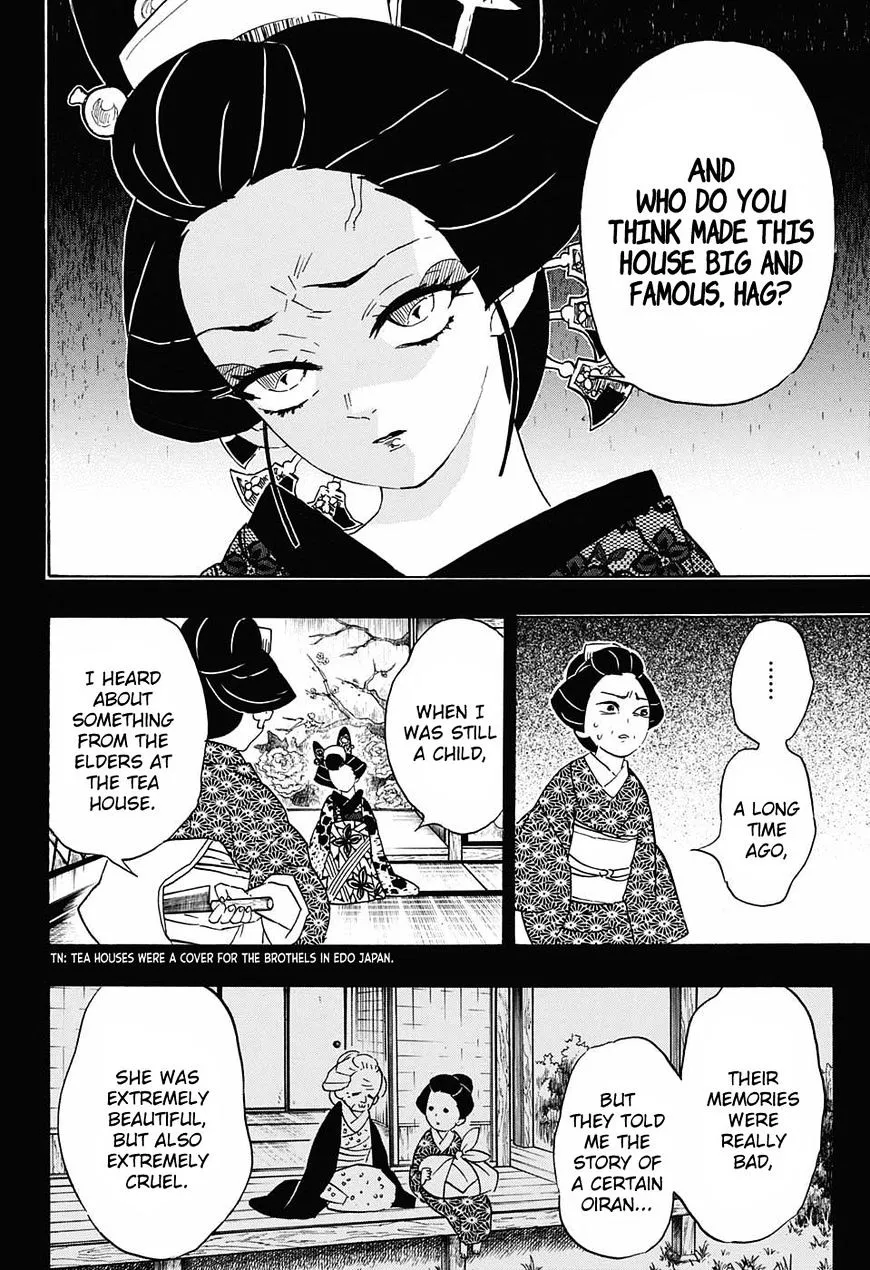 AND
WHO DO YOU
THINK MADE THIS
HOUSE BIG AND
FAMOUS, HAG?
......
A LONG
TIME
AGO,
WHEN I
WAS STILL
A CHILD,
I HEARD
ABOUT
SOMETHING
FROM THE
ELDERS AT
THE TEA
HOUSE.
TN: TEA HOUSES WERE A COVER FOR THE BROTHELS IN EDO JAPAN.
THEIR
MEMORIES
WERE
REALLY
BAD,
BUT
THEY TOLD
ME THE
STORY OF
A CERTAIN
OIRAN...
SHE WAS
EXTREMELY
BEAUTIFUL,
BUT ALSO
EXTREMELY
CRUEL.